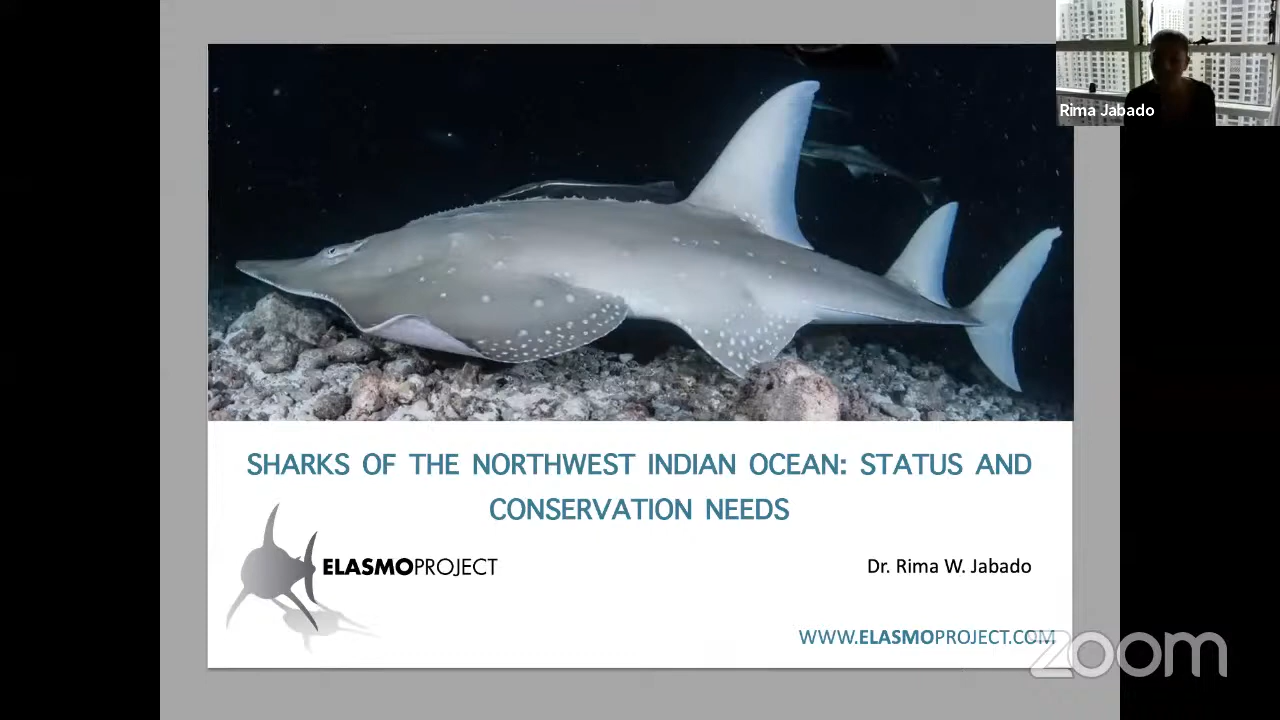 Rima Jabado
SHARKS OF THE NORTHWEST INDIAN OCEAN: STATUS AND
CONSERVATION NEEDS
ELASMOPROJECT
Dr. Rima W. Jabado
WWW.ELASMOPROJECT.COM
zoom